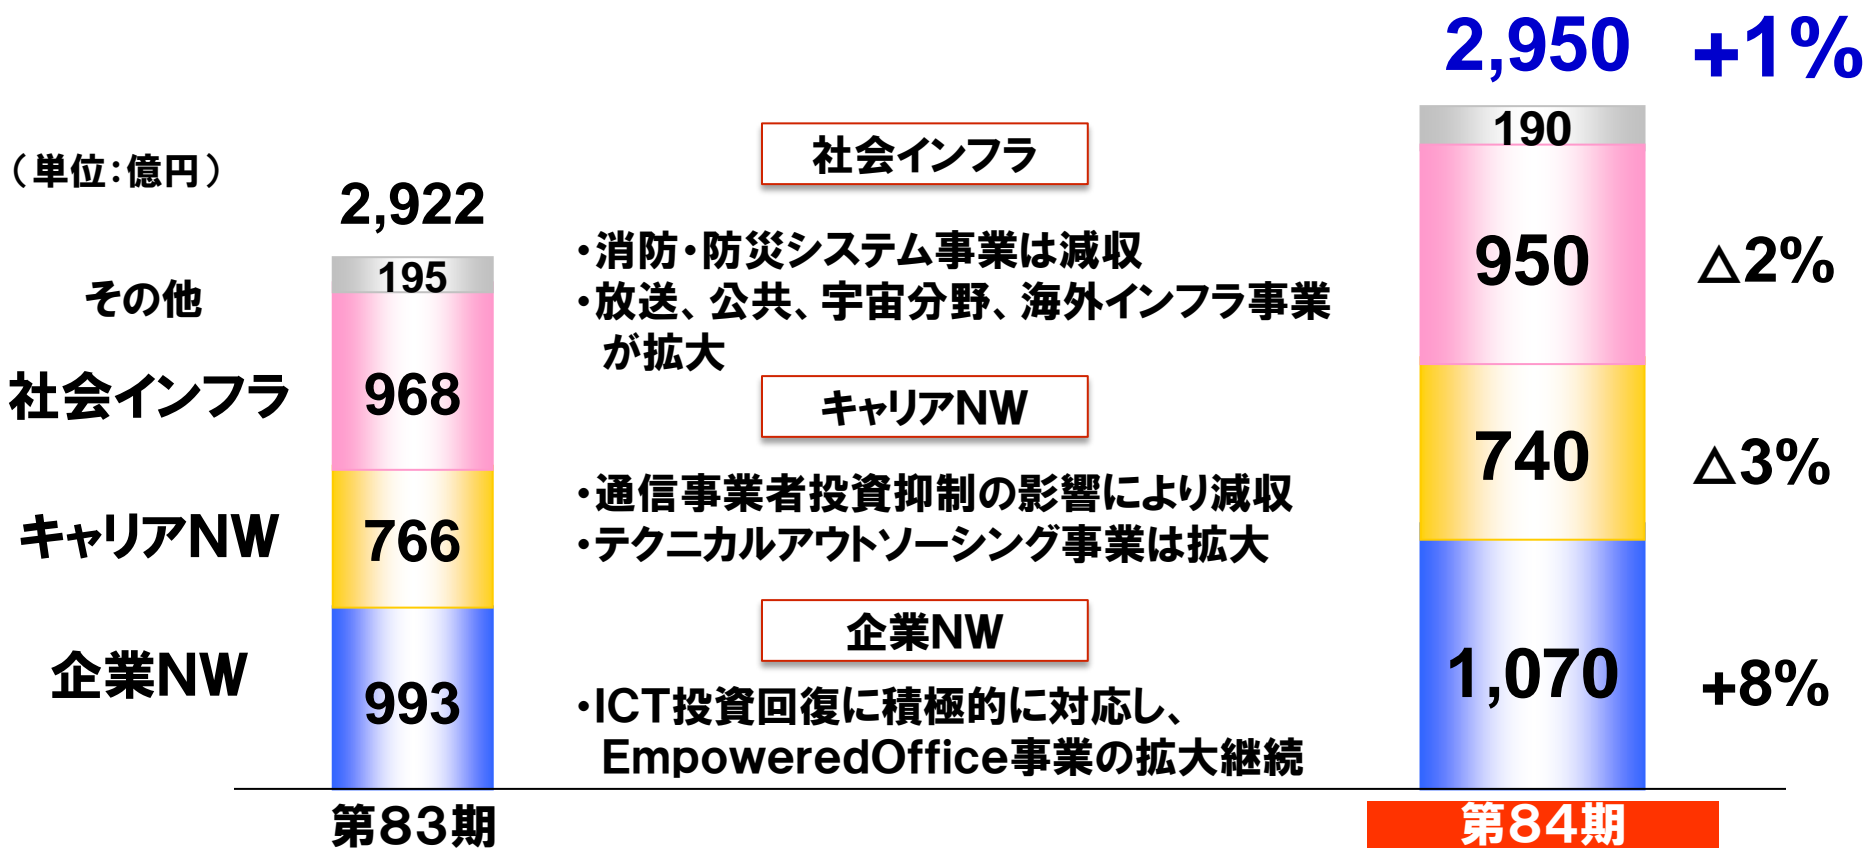 （単位：億円）
2,922
195
その他
社会インフラ
968
キャリアNW
766
企業NW
993
第83期
社会インフラ
・消防・防災システム事業は減収
・放送、公共、宇宙分野、海外インフラ事業
が拡大
キャリアNW
・通信事業者投資抑制の影響により減収
・テクニカルアウトソーシング事業は拡大
企業NW
・ICT投資回復に積極的に対応し、
EmpoweredOffice事業の拡大継続
2,950 +1%
190
950 △2%
740 △3%
1,070 +8%
第84期